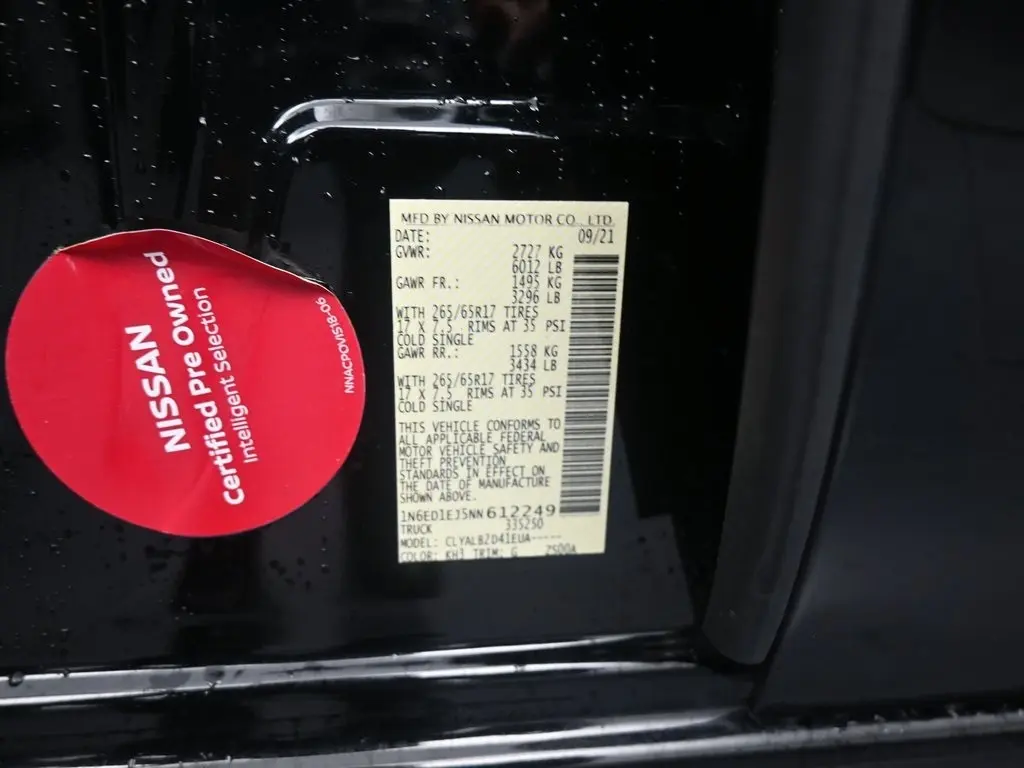 NISSAN
Certified Pre Owned
Intelligent Selection
NNACPOVIS18-06
MFD BY NISSAN MOTOR CO., LTD.
DATE: 09/21
GVWR: 2727 KG
6012 LB
GAWR FR.: 1495 KG
3296 LB
WITH 265/65R17 TIRES
17 X 7.5 RIMS AT 35 PSI
COLD SINGLE
GAWR RR.: 1558 KG
3434 LB
WITH 265/65R17 TIRES
17 X 7.5 RIMS AT 35 PSI
COLD SINGLE
THIS VEHICLE CONFORMS TO
ALL APPLICABLE FEDERAL
MOTOR VEHICLE SAFETY AND
THEFT PREVENTION
STANDARDS IN EFFECT ON
THE DATE OF MANUFACTURE
SHOWN ABOVE.
1N6ED1EJ5NN612249
TRUCK 335250
MODEL: CLYALBZD41EUA-----
COLOR: KH3 TRIM: G 2500A